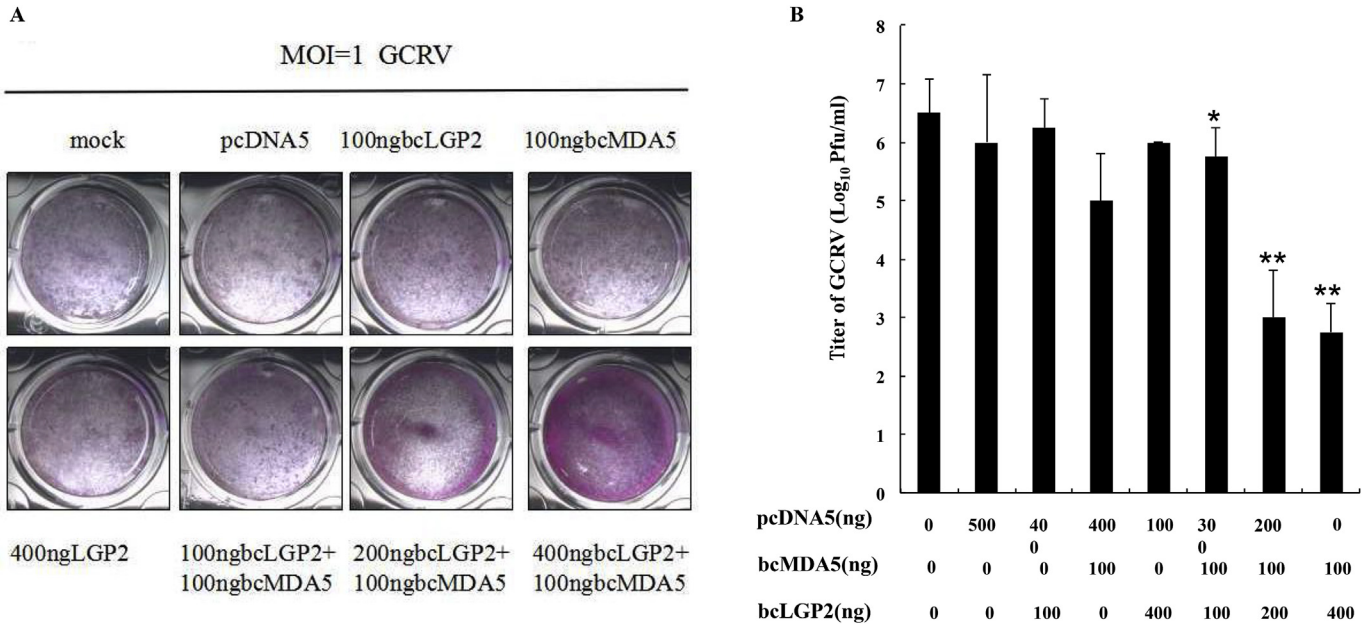 A
MOI=1 GCRV
mock pcDNA5 100ngbcLGP2 100ngbcMDA5
400ngLGP2 100ngbcLGP2+ 200ngbcLGP2+ 400ngbcLGP2+
100ngbcMDA5 100ngbcMDA5 100ngbcMDA5
B
Titer of GCRV (Log10 Pfu/ml)
8
7
6
5
4
3
2
1
0
* ** **
pcDNA5(ng) 0 500 40 400 100 30 200 0
0 0
bcMDA5(ng) 0 0 0 100 0 100 100 100
bcLGP2(ng) 0 0 100 0 400 100 200 400